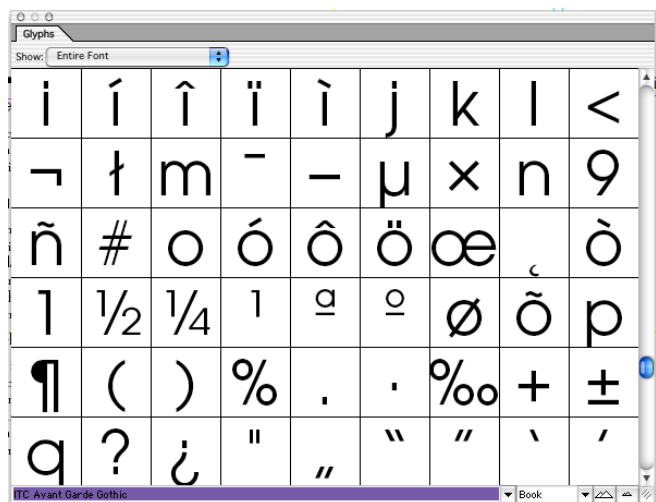 Glyphs
Show: Entire Font
i í î ï ì j k l <
¬ ł m ¯ − µ × n 9
ñ # o ó ô ö œ ˛ ò
1 ½ ¼ ¹ ª º ø õ p
¶ ( ) % . · ‰ + ±
q ? ¿ " „ “ ” ‘ ’
ITC Avant Garde Gothic Book